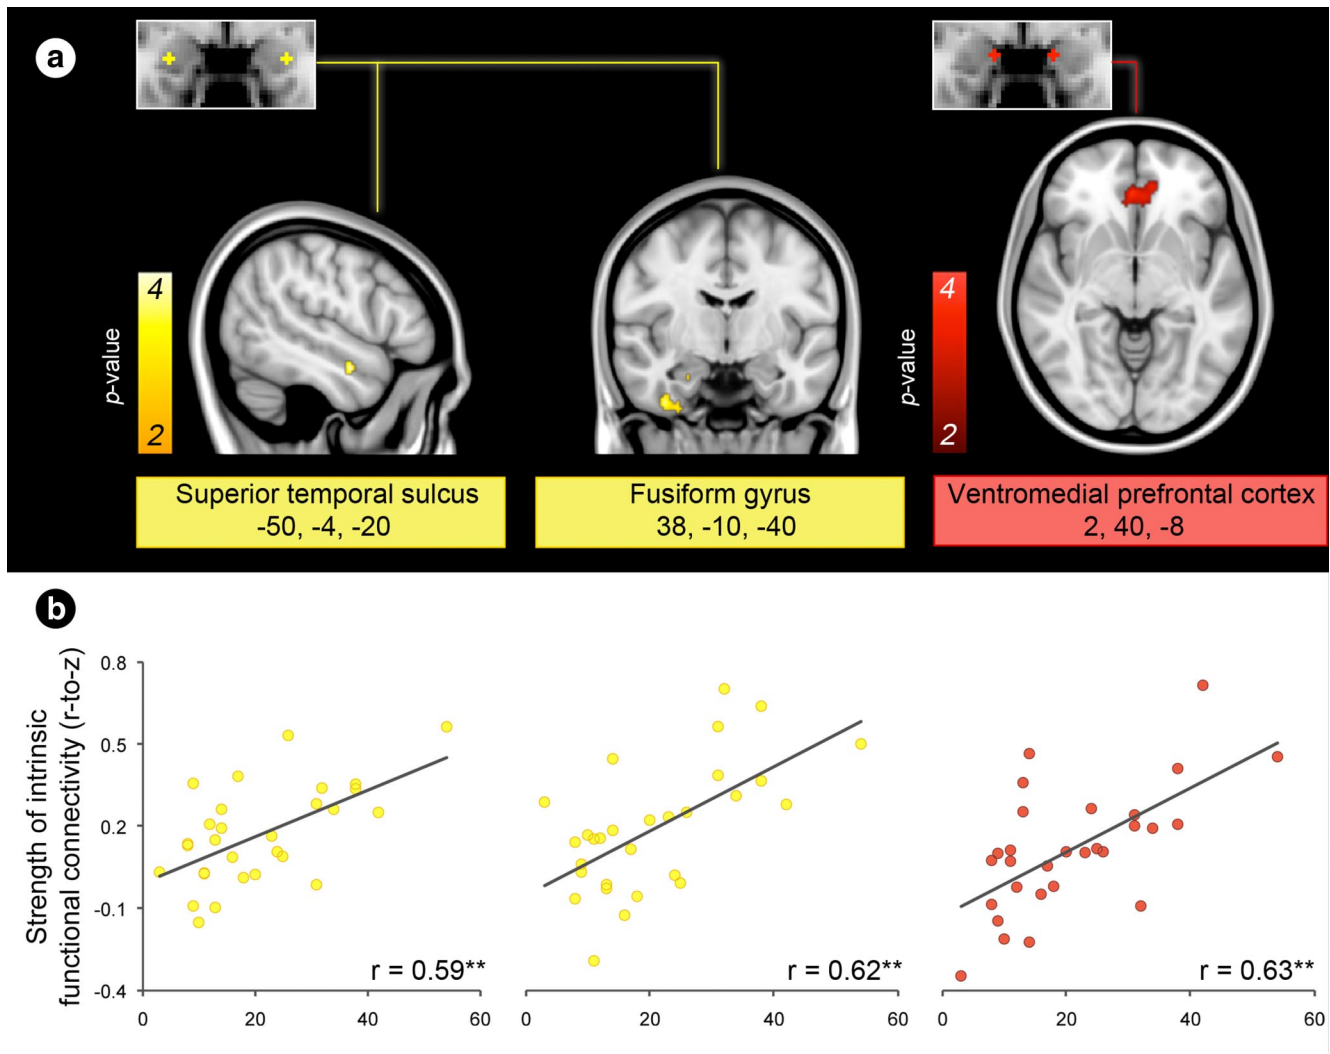 a
4
p-value
2
4
p-value
2
Superior temporal sulcus
-50, -4, -20
Fusiform gyrus
38, -10, -40
Ventromedial prefrontal cortex
2, 40, -8
b
Strength of intrinsic
functional connectivity (r-to-z)
0.8
0.5
0.2
-0.1
-0.4
r = 0.59**
r = 0.62**
r = 0.63**
0 20 40 60
0 20 40 60
0 20 40 60